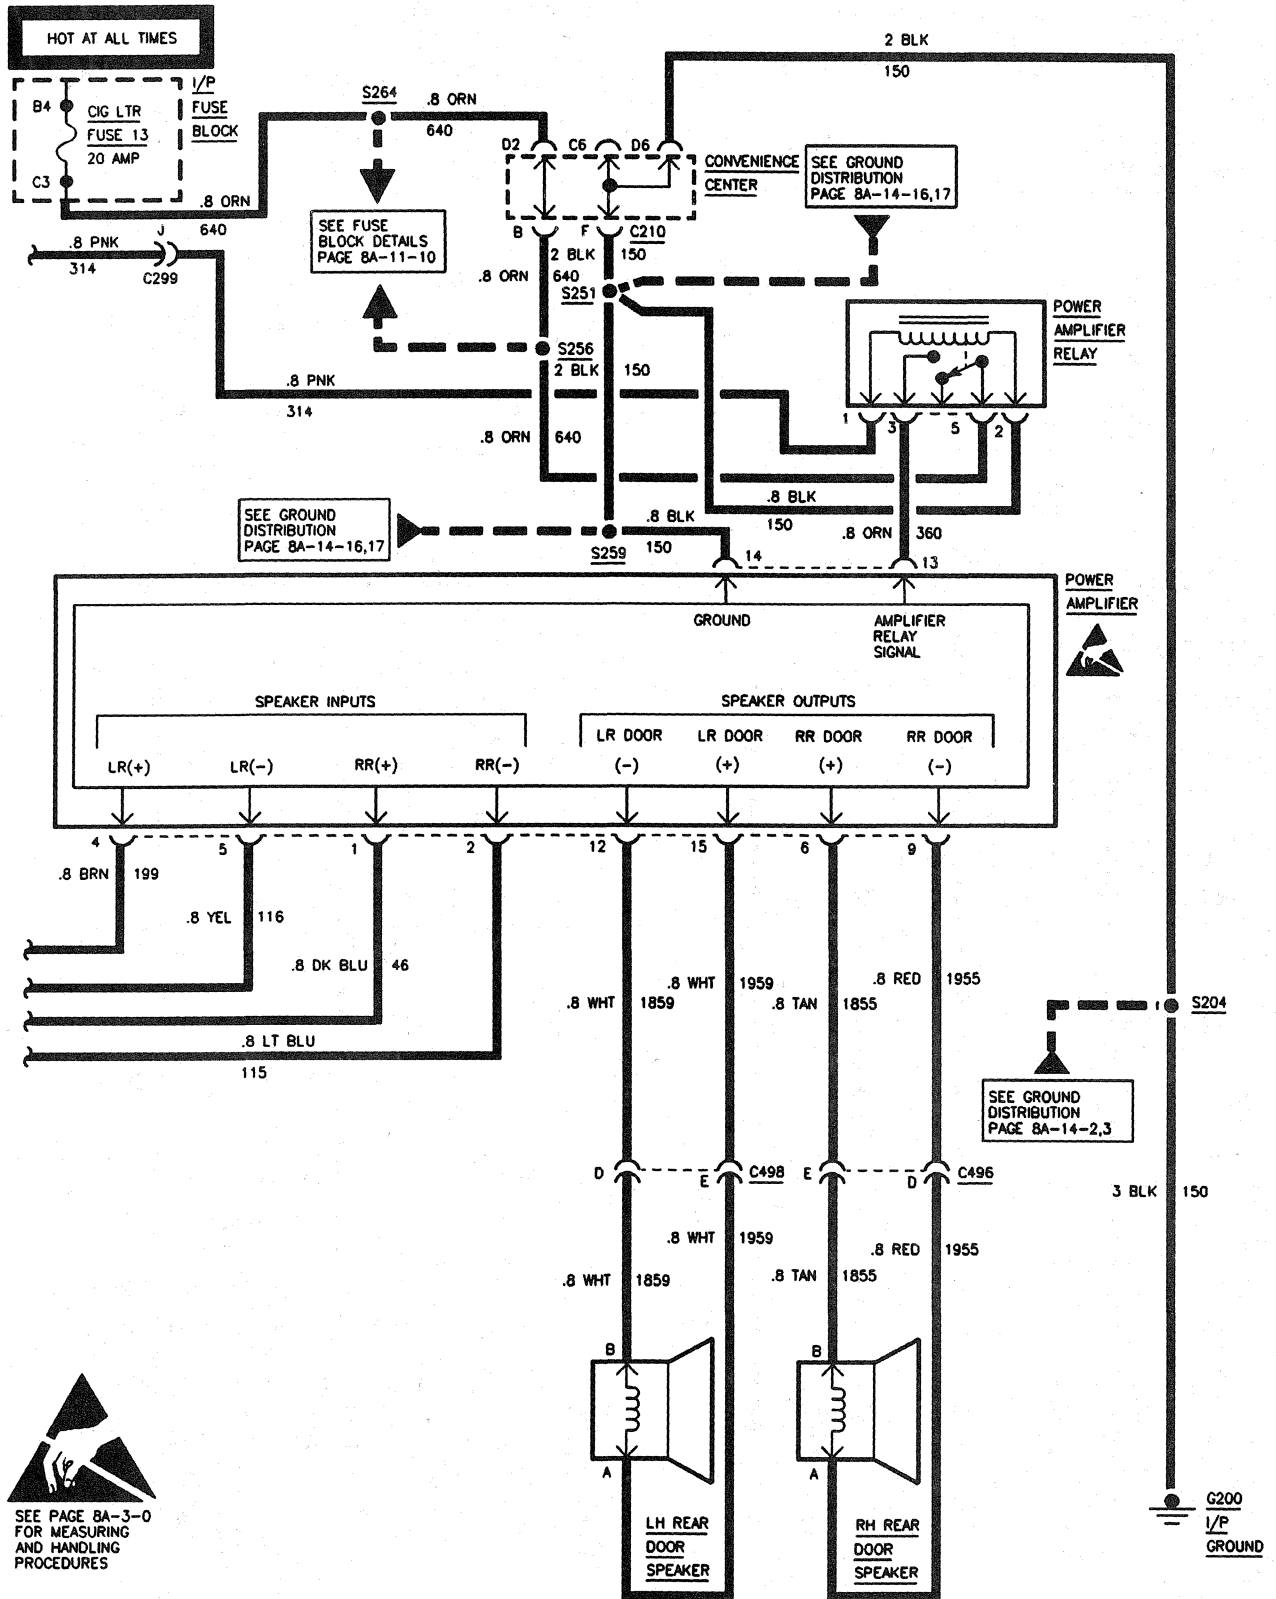 HOT AT ALL TIMES
B4
CIG LTR
FUSE 13
20 AMP
C3
I/P
FUSE
BLOCK
.8 ORN
640
S264
.8 ORN
640
2 BLK
150
D2
C6
D6
CONVENIENCE
CENTER
B
F
C210
SEE GROUND
DISTRIBUTION
PAGE 8A-14-16,17
.8 PNK
314
J
C299
SEE FUSE
BLOCK DETAILS
PAGE 8A-11-10
2 BLK
150
.8 ORN
640
S251
S256
2 BLK
150
POWER
AMPLIFIER
RELAY
.8 PNK
314
1
3
5
2
.8 ORN
640
.8 BLK
150
SEE GROUND
DISTRIBUTION
PAGE 8A-14-16,17
S259
.8 BLK
150
.8 ORN
360
14
13
POWER
AMPLIFIER
GROUND
AMPLIFIER
RELAY
SIGNAL
SPEAKER INPUTS
SPEAKER OUTPUTS
LR(+)
LR(-)
RR(+)
RR(-)
LR DOOR
(-)
LR DOOR
(+)
RR DOOR
(+)
RR DOOR
(-)
4
5
1
2
12
15
6
9
.8 BRN
199
.8 YEL
116
.8 DK BLU
46
.8 LT BLU
115
.8 WHT
1859
.8 WHT
1959
.8 TAN
1855
.8 RED
1955
S204
SEE GROUND
DISTRIBUTION
PAGE 8A-14-2,3
D
E
C498
E
D
C496
3 BLK
150
.8 WHT
1859
.8 WHT
1959
.8 TAN
1855
.8 RED
1955
B
A
B
A
LH REAR
DOOR
SPEAKER
RH REAR
DOOR
SPEAKER
G200
I/P
GROUND
SEE PAGE 8A-3-0
FOR MEASURING
AND HANDLING
PROCEDURES